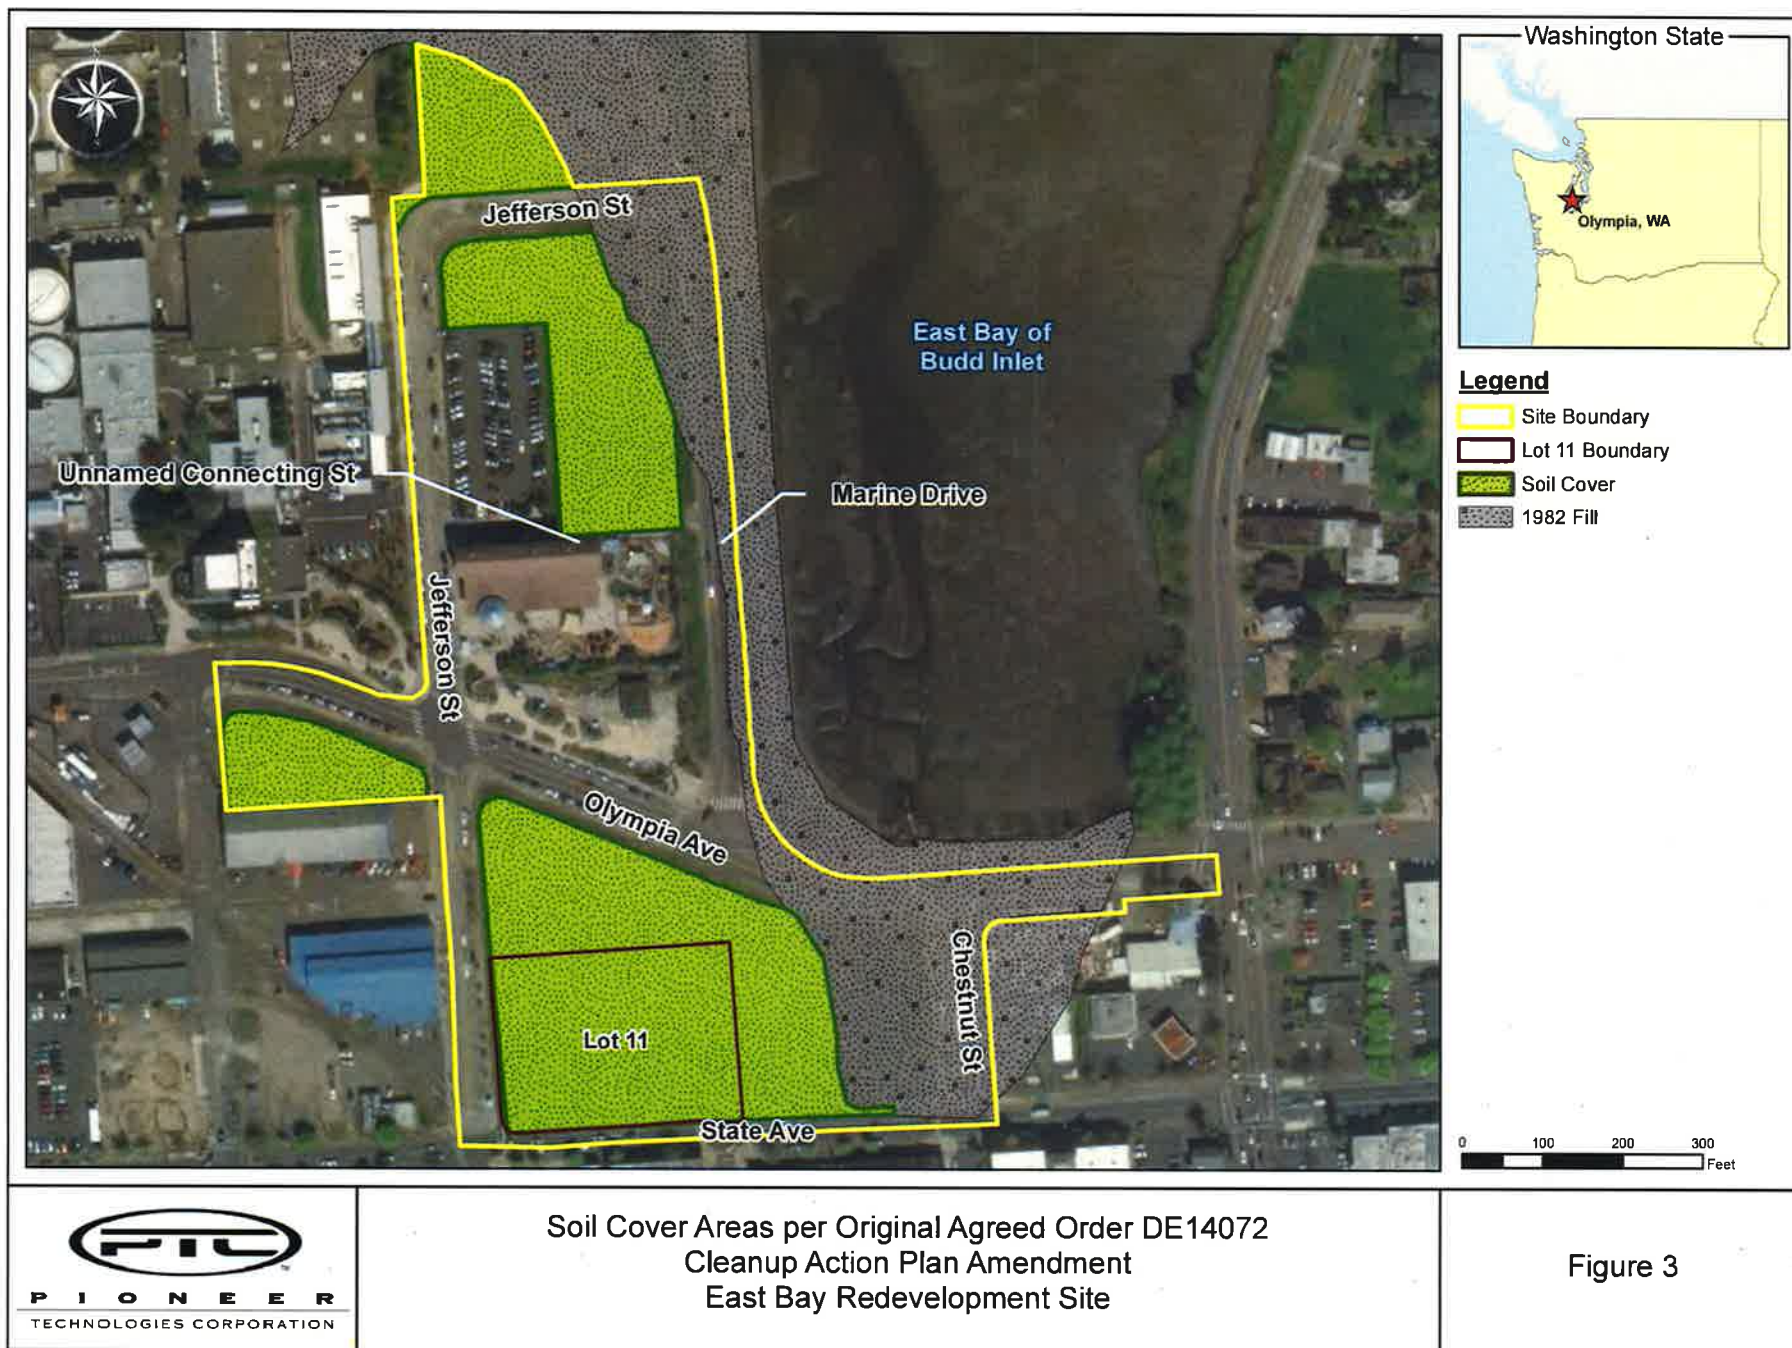 Washington State
Olympia, WA
Jefferson St
East Bay of
Budd Inlet
Unnamed Connecting St
Marine Drive
Jefferson St
Olympia Ave
Chestnut St
Lot 11
State Ave
Legend
Site Boundary
Lot 11 Boundary
Soil Cover
1982 Fill
0 100 200 300
Feet
PTC
PIONEER
TECHNOLOGIES CORPORATION
Soil Cover Areas per Original Agreed Order DE14072
Cleanup Action Plan Amendment
East Bay Redevelopment Site
Figure 3